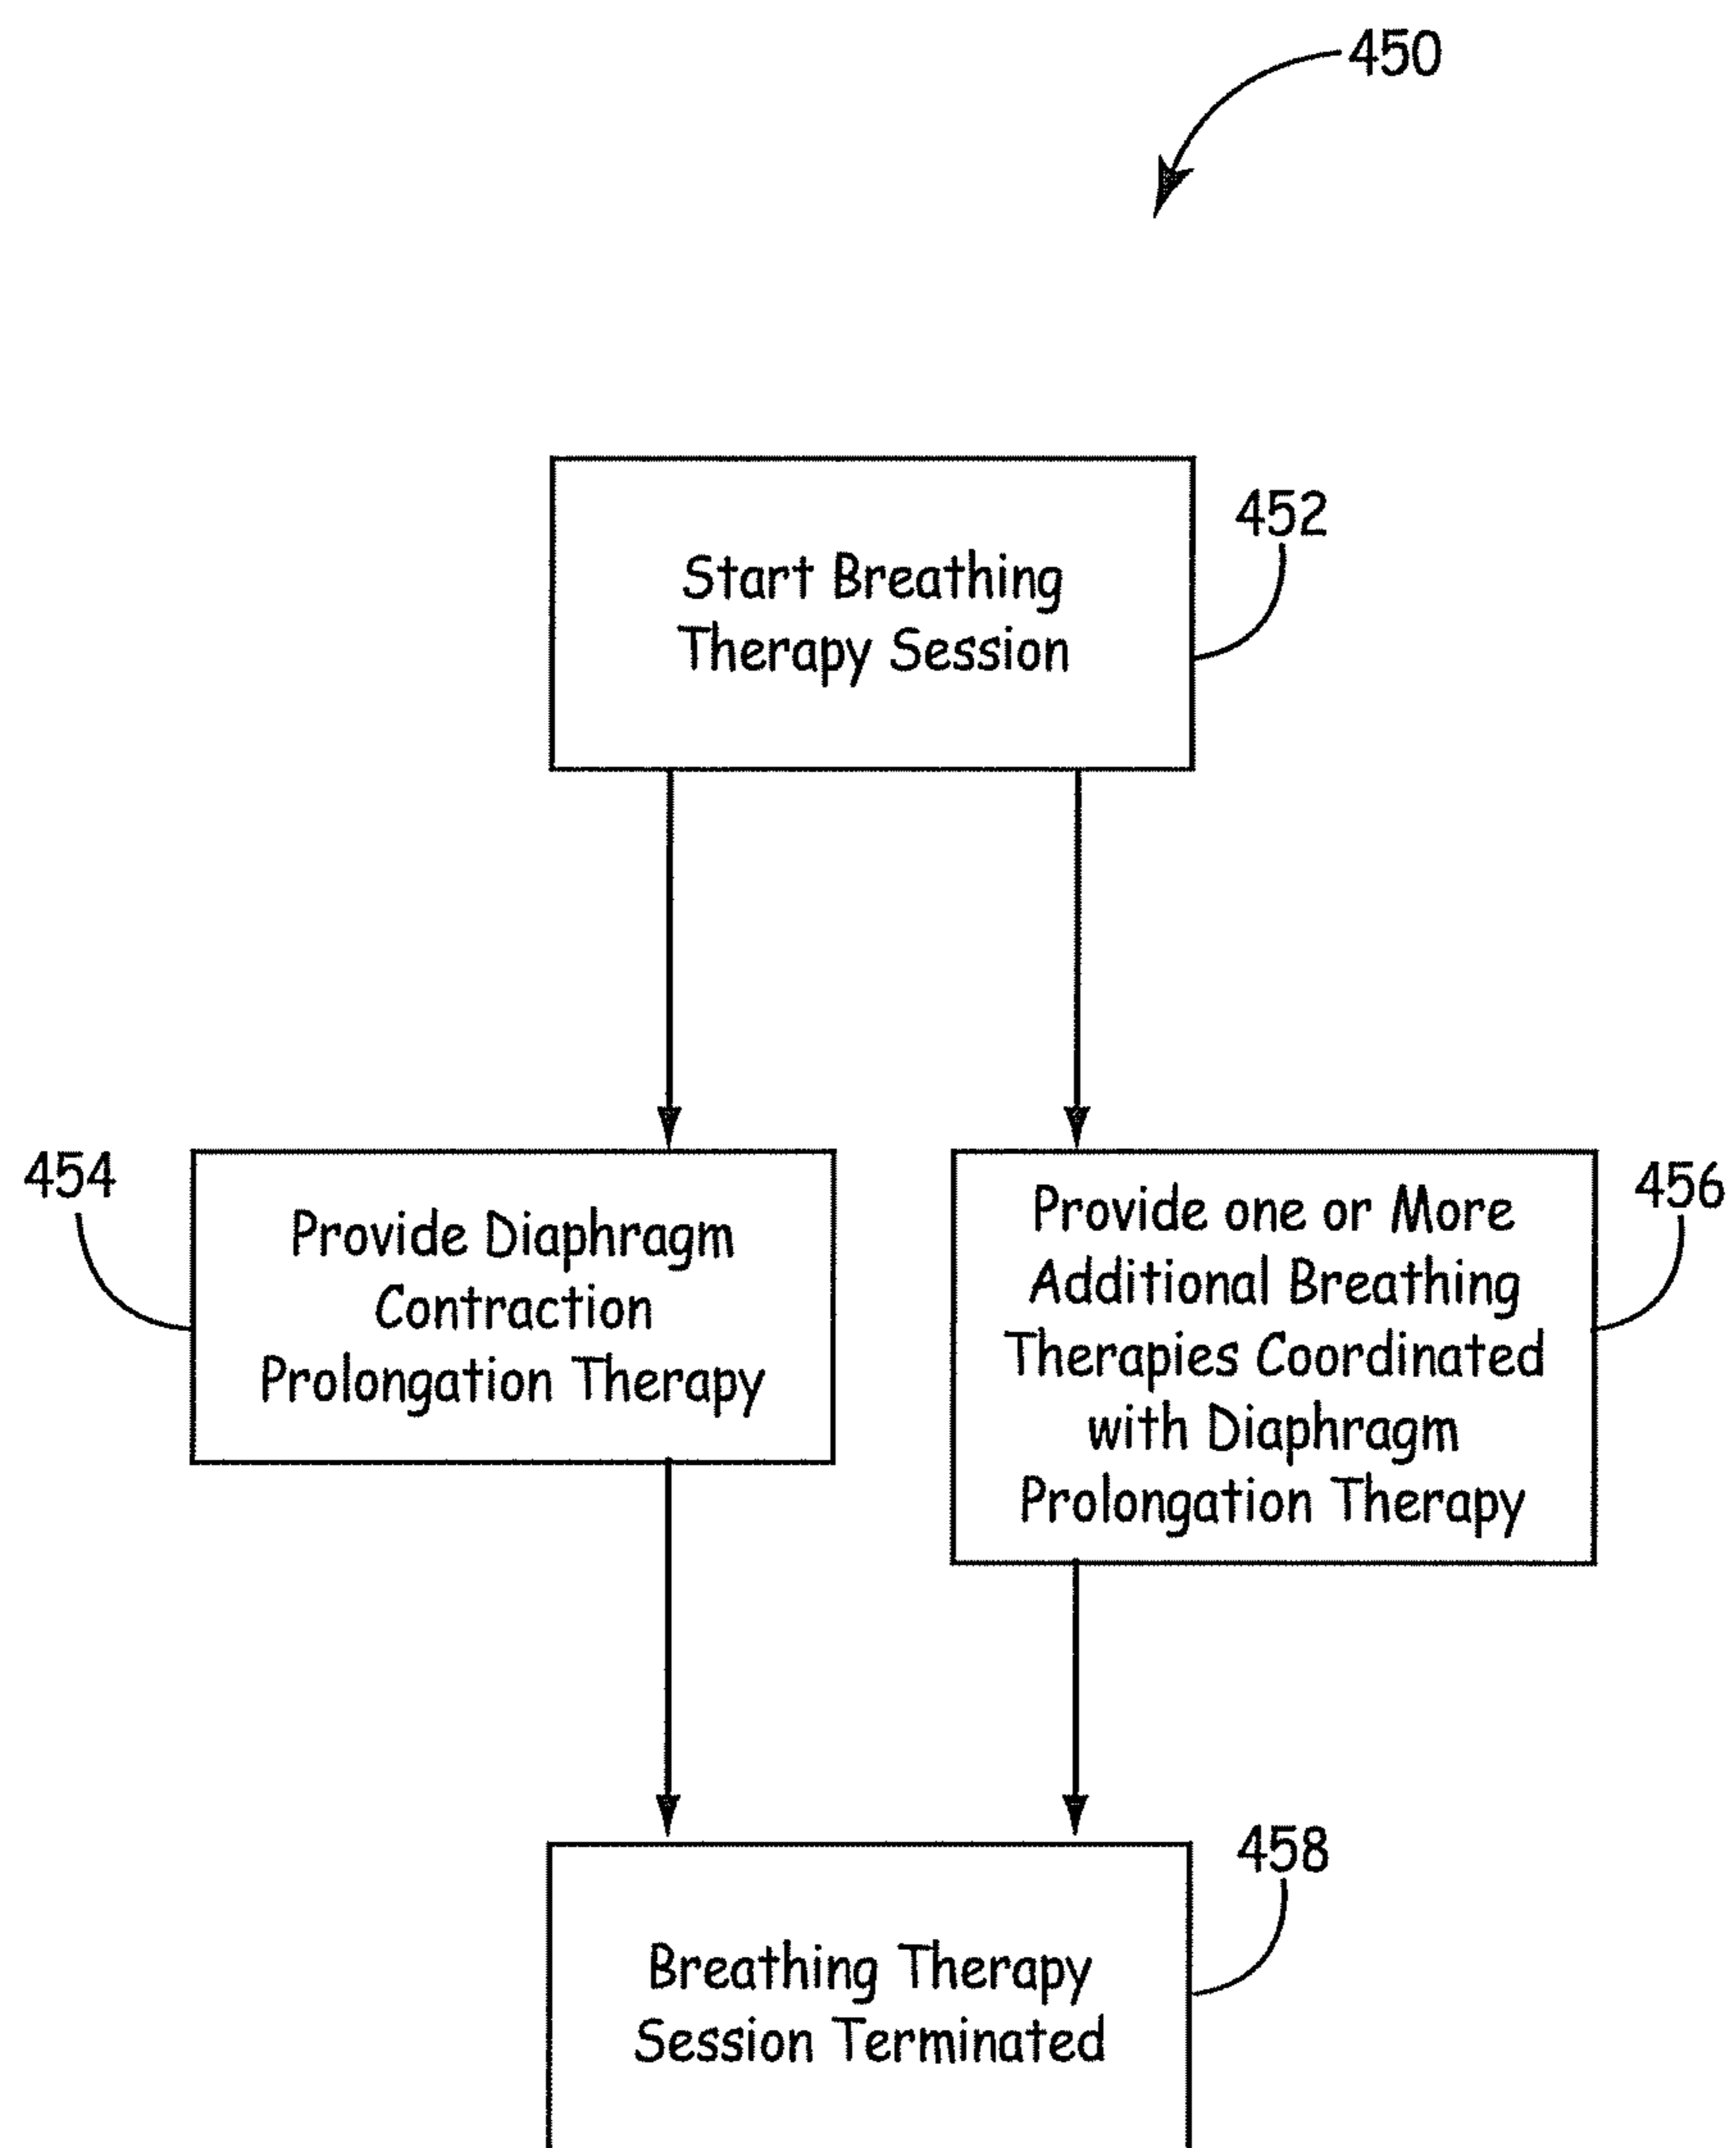 450
452
Start Breathing
Therapy Session
454
Provide Diaphragm
Contraction
Prolongation Therapy
456
Provide one or More
Additional Breathing
Therapies Coordinated
with Diaphragm
Prolongation Therapy
458
Breathing Therapy
Session Terminated